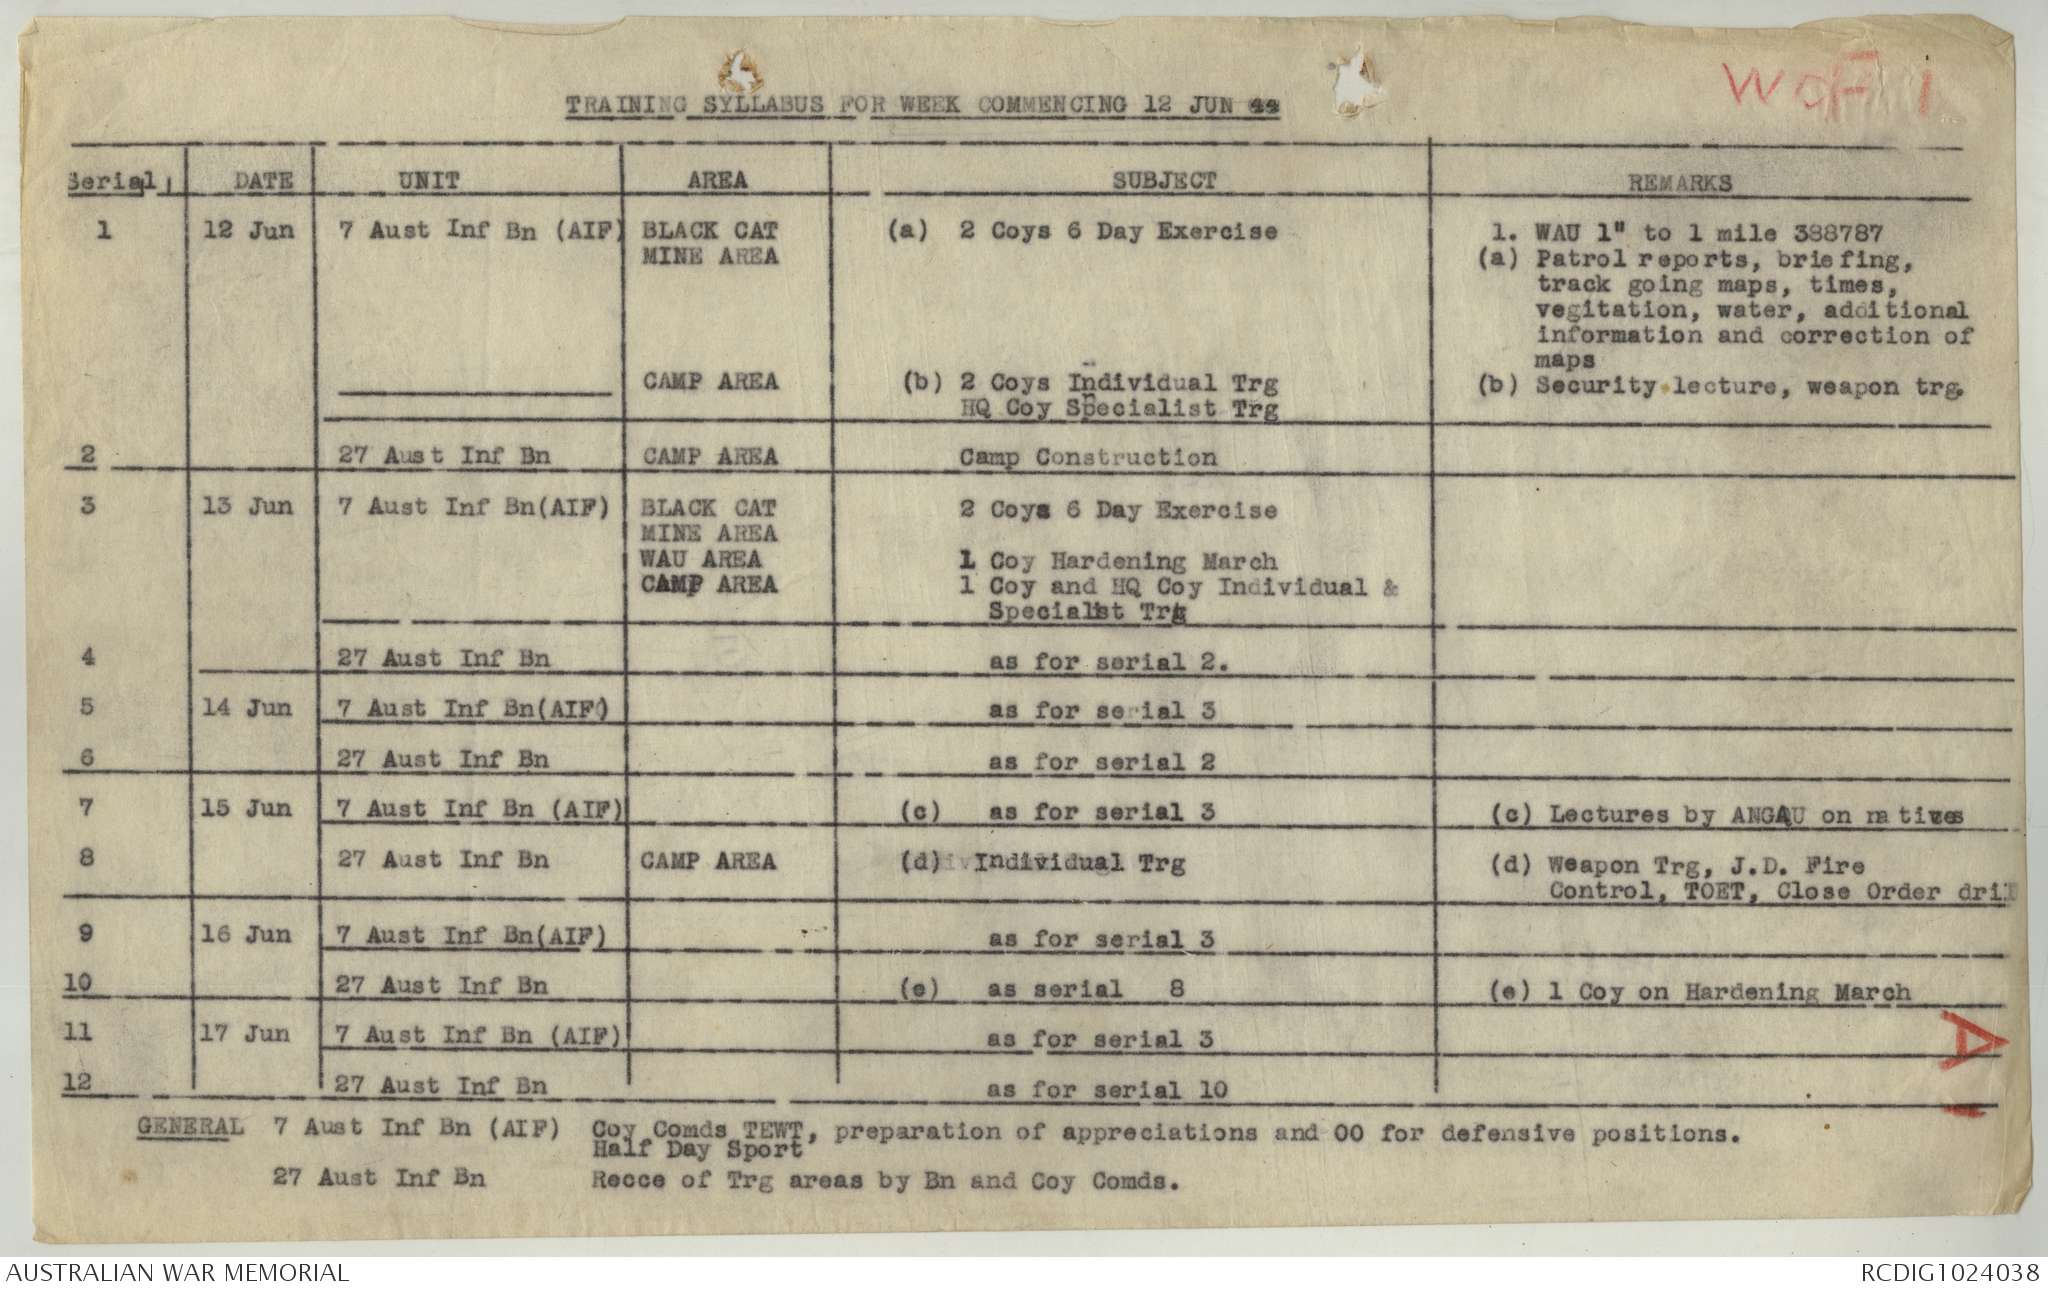 TRAINING SYLLABUS FOR WEEK COMMENCING 12 JUN 44
Serial DATE UNIT AREA SUBJECT REMARKS
1 12 Jun 7 Aust Inf Bn (AIF) BLACK CAT (a) 2 Coys 6 Day Exercise 1. WAU 1" to 1 mile 388787
MINE AREA (a) Patrol reports, briefing,
track going maps, times,
vegitation, water, additional
information and correction of
maps
CAMP AREA (b) 2 Coys Individual Trg (b) Security lecture, weapon trg.
HQ Coy Specialist Trg
2 27 Aust Inf Bn CAMP AREA Camp Construction
3 13 Jun 7 Aust Inf Bn(AIF) BLACK CAT 2 Coys 6 Day Exercise
MINE AREA
WAU AREA 1 Coy Hardening March
CAMP AREA 1 Coy and HQ Coy Individual &
Specialist Trg
4 27 Aust Inf Bn as for serial 2.
5 14 Jun 7 Aust Inf Bn(AIF) as for serial 3
6 27 Aust Inf Bn as for serial 2
7 15 Jun 7 Aust Inf Bn (AIF) (c) as for serial 3 (c) Lectures by ANGAU on natives
8 27 Aust Inf Bn CAMP AREA (d) Individual Trg (d) Weapon Trg, J.D. Fire
Control, TOET, Close Order drill
9 16 Jun 7 Aust Inf Bn(AIF) as for serial 3
10 27 Aust Inf Bn (e) as serial 8 (e) 1 Coy on Hardening March
11 17 Jun 7 Aust Inf Bn (AIF) as for serial 3
A
12 27 Aust Inf Bn as for serial 10
GENERAL 7 Aust Inf Bn (AIF) Coy Comds TEWT, preparation of appreciations and OO for defensive positions.
Half Day Sport
27 Aust Inf Bn Recce of Trg areas by Bn and Coy Comds.
AUSTRALIAN WAR MEMORIAL RCDIG1024038